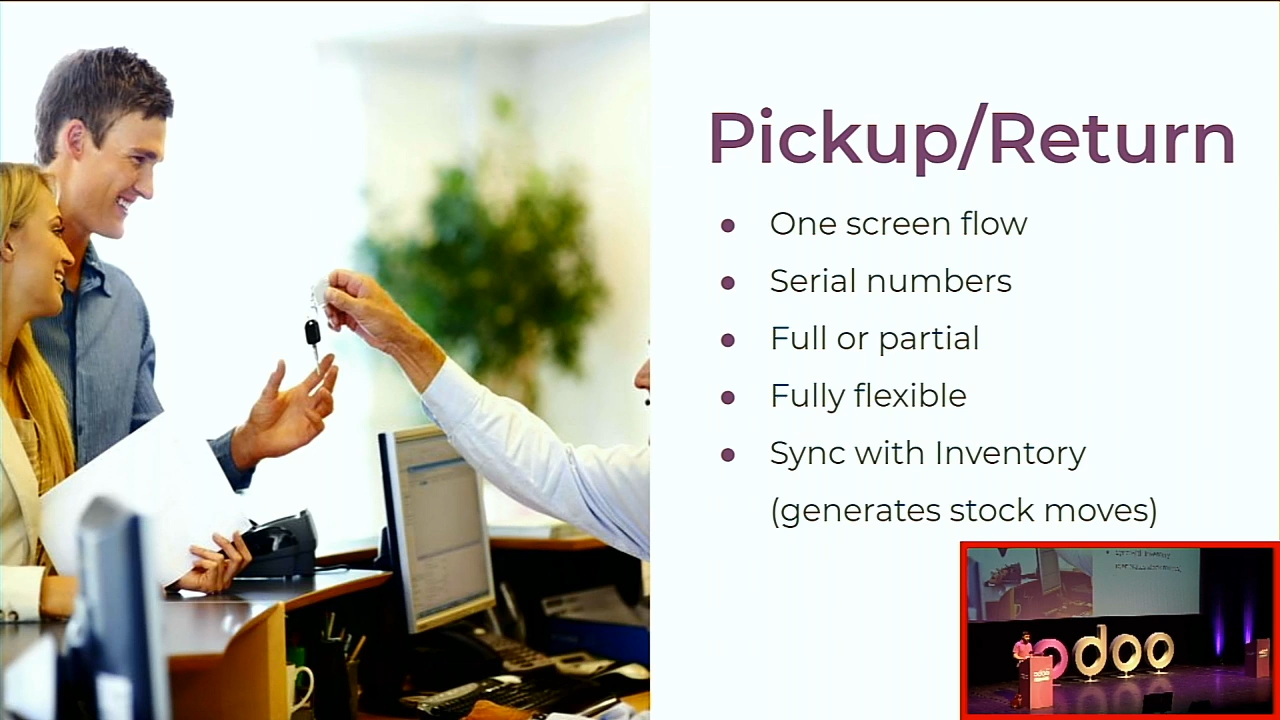 Pickup/Return
● One screen flow
● Serial numbers
● Full or partial
● Fully flexible
● Sync with Inventory
(generates stock moves)
odoo
odoo